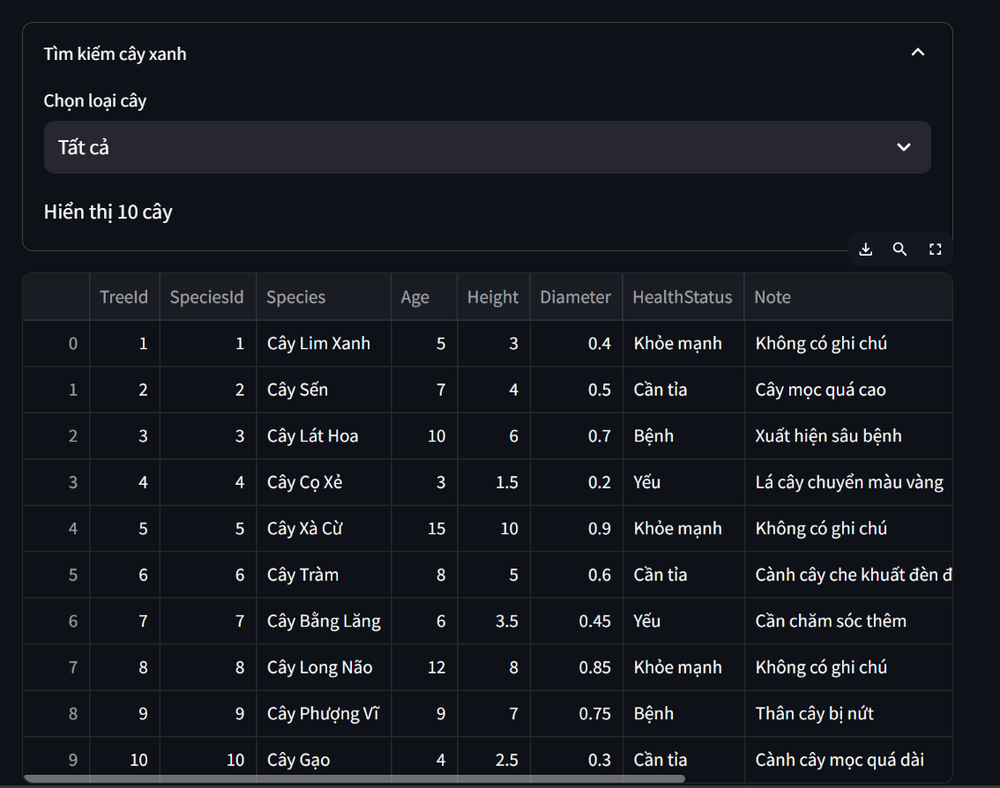 Tìm kiếm cây xanh
Chọn loại cây
Tất cả
Hiển thị 10 cây
TreeId SpeciesId Species Age Height Diameter HealthStatus Note
0 1 1 Cây Lim Xanh 5 3 0.4 Khỏe mạnh Không có ghi chú
1 2 2 Cây Sến 7 4 0.5 Cần tỉa Cây mọc quá cao
2 3 3 Cây Lát Hoa 10 6 0.7 Bệnh Xuất hiện sâu bệnh
3 4 4 Cây Cọ Xẻ 3 1.5 0.2 Yếu Lá cây chuyển màu vàng
4 5 5 Cây Xà Cừ 15 10 0.9 Khỏe mạnh Không có ghi chú
5 6 6 Cây Tràm 8 5 0.6 Cần tỉa Cành cây che khuất đèn đ
6 7 7 Cây Bằng Lăng 6 3.5 0.45 Yếu Cần chăm sóc thêm
7 8 8 Cây Long Não 12 8 0.85 Khỏe mạnh Không có ghi chú
8 9 9 Cây Phượng Vĩ 9 7 0.75 Bệnh Thân cây bị nứt
9 10 10 Cây Gạo 4 2.5 0.3 Cần tỉa Cành cây mọc quá dài